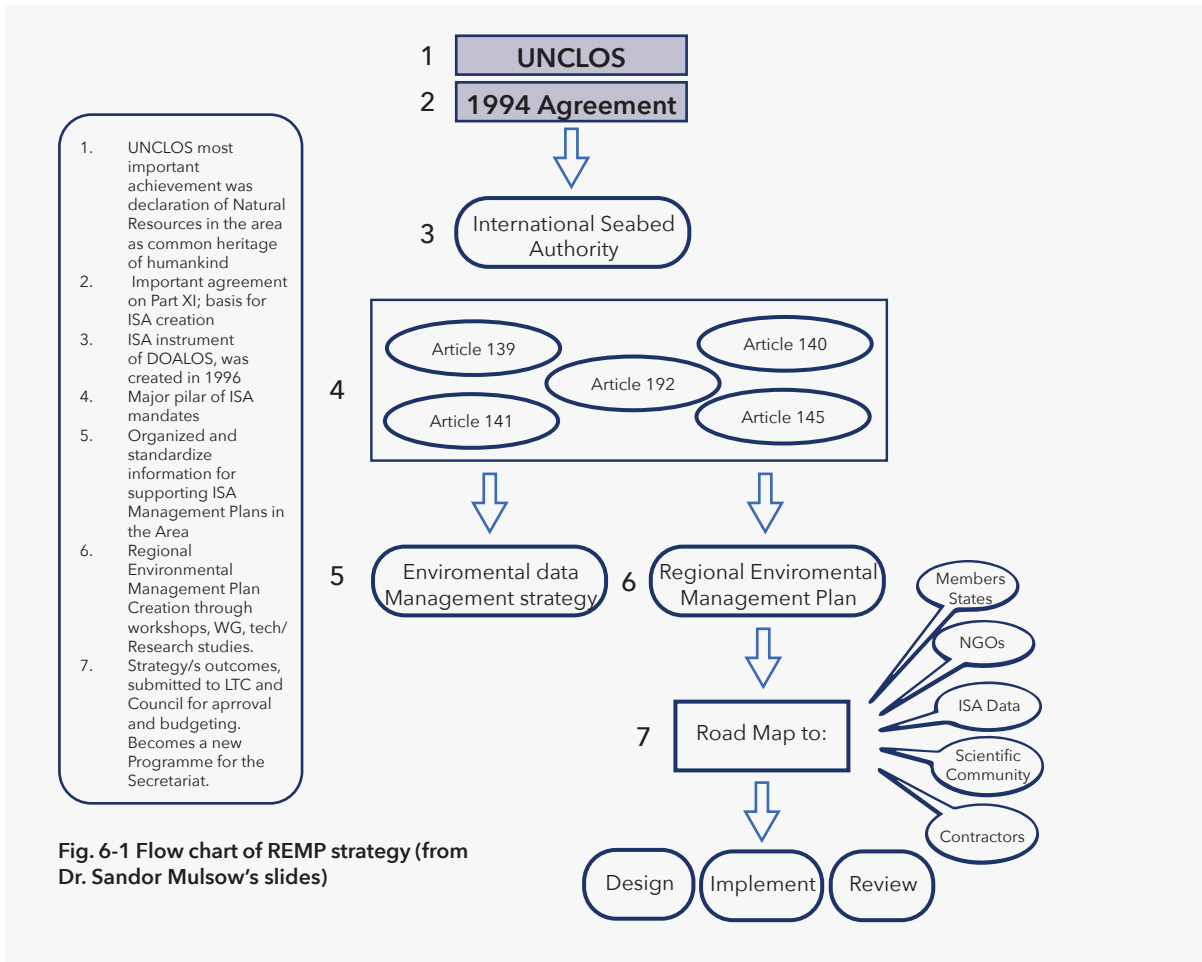 1
UNCLOS
2
1994 Agreement
3
International Seabed
Authority
4
Article 139
Article 140
Article 192
Article 141
Article 145
5
Enviromental data
Management strategy
6
Regional Enviromental
Management Plan
Members
States
NGOs
ISA Data
Scientific
Community
Contractors
7
Road Map to:
Design
Implement
Review
1. UNCLOS most
important
achievement was
declaration of Natural
Resources in the area
as common heritage
of humankind
2. Important agreement
on Part XI; basis for
ISA creation
3. ISA instrument
of DOALOS, was
created in 1996
4. Major pilar of ISA
mandates
5. Organized and
standardize
information for
supporting ISA
Management Plans in
the Area
6. Regional
Environmental
Management Plan
Creation through
workshops, WG, tech/
Research studies.
7. Strategy/s outcomes,
submitted to LTC and
Council for aprroval
and budgeting.
Becomes a new
Programme for the
Secretariat.
Fig. 6-1 Flow chart of REMP strategy (from
Dr. Sandor Mulsow's slides)